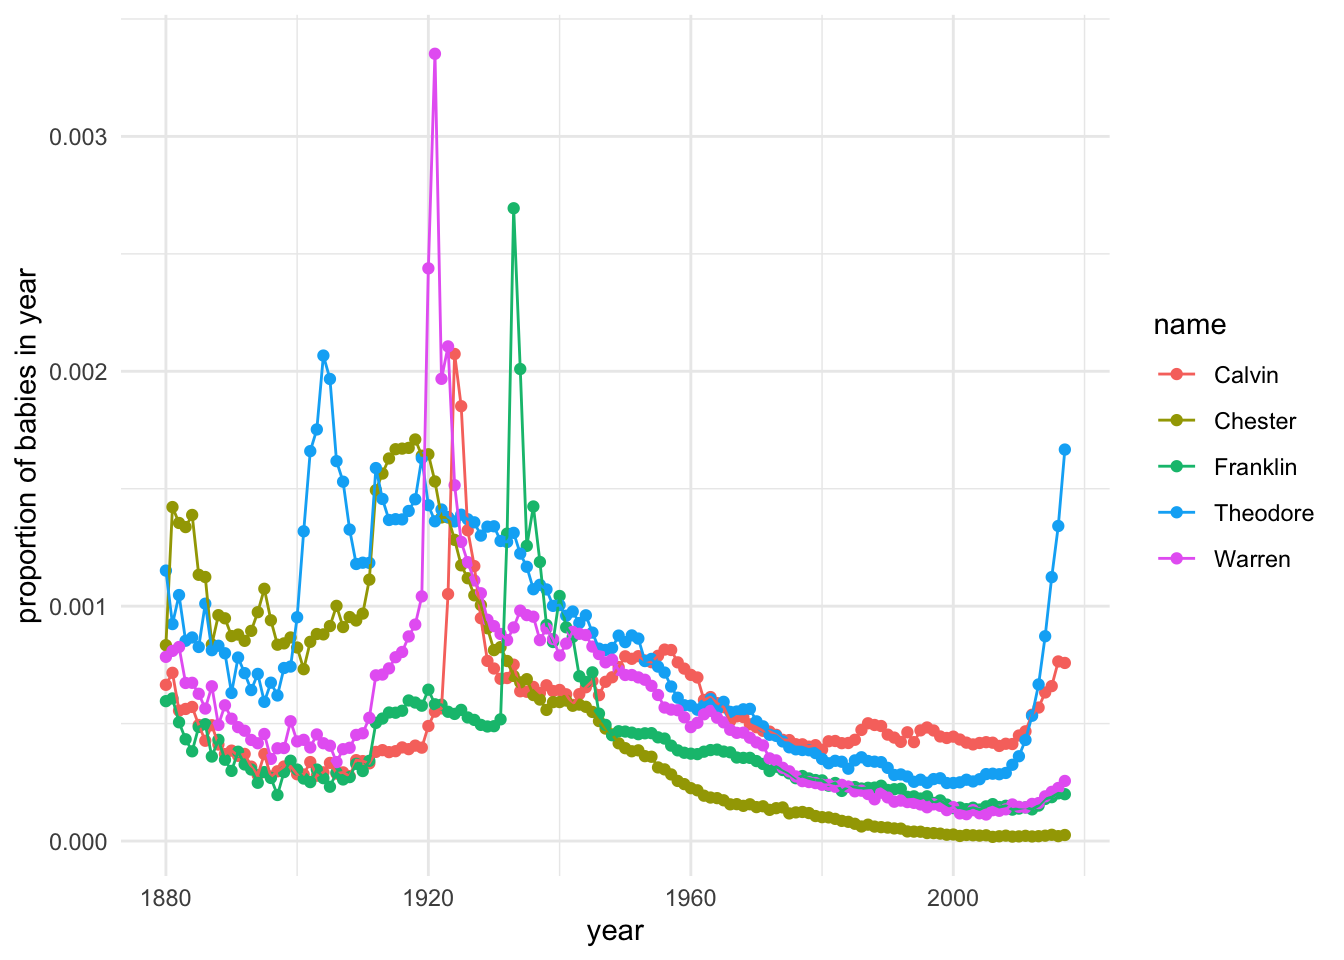 0.003
0.002
0.001
0.000
1880
1920
1960
2000
year
proportion of babies in year
name
Calvin
Chester
Franklin
Theodore
Warren